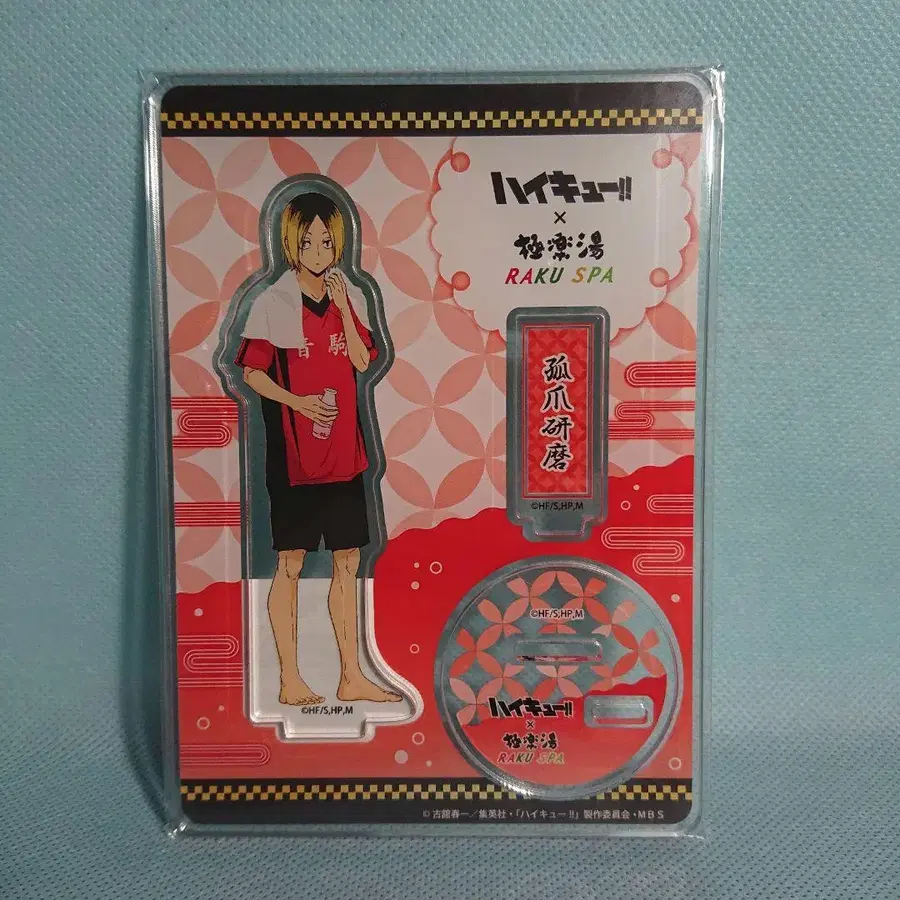 ハイキュー!!
×
極楽湯
RAKU SPA
音駒
孤爪研磨
©HF/S,HP,M
©HF/S,HP,M
ハイキュー!!
×
極楽湯
RAKU SPA
©HF/S,HP,M
© 古舘春一／集英社・「ハイキュー!!」製作委員会・MBS